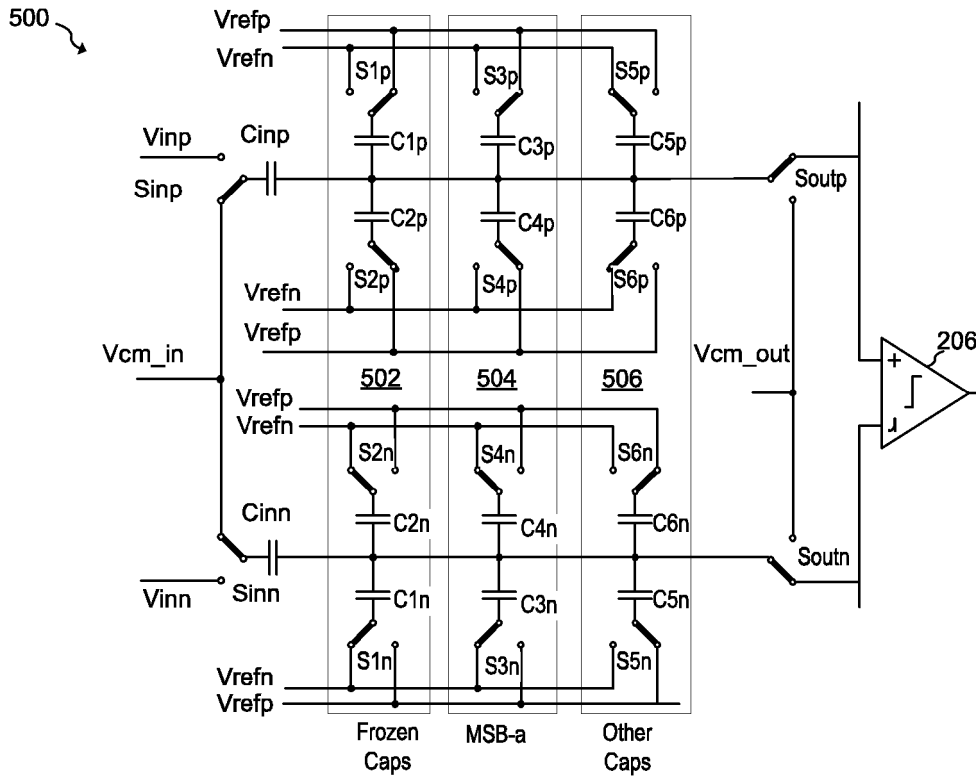 500
Vrefp
Vrefn
S1p
S3p
S5p
Vinp
Cinp
C1p
C3p
C5p
Sinp
Soutp
C2p
C4p
C6p
S2p
S4p
S6p
Vrefn
Vrefp
Vcm_in
502
504
506
Vcm_out
206
+
Vrefp
Vrefn
S2n
S4n
S6n
Cinn
C2n
C4n
C6n
Soutn
Vinn
Sinn
C1n
C3n
C5n
S1n
S3n
S5n
Vrefn
Vrefp
Frozen
Caps
MSB-a
Other
Caps